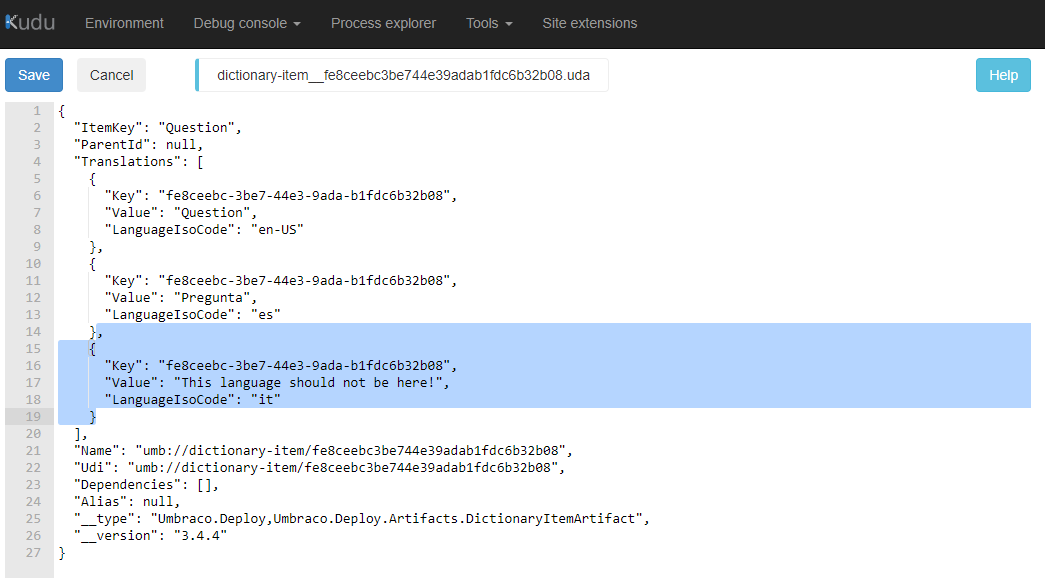 Kudu Environment Debug console Process explorer Tools Site extensions
Save Cancel dictionary-item__fe8ceebc3be744e39adab1fdc6b32b08.uda Help
1 {
2 "ItemKey": "Question",
3 "ParentId": null,
4 "Translations": [
5 {
6 "Key": "fe8ceebc-3be7-44e3-9ada-b1fdc6b32b08",
7 "Value": "Question",
8 "LanguageIsoCode": "en-US"
9 },
10 {
11 "Key": "fe8ceebc-3be7-44e3-9ada-b1fdc6b32b08",
12 "Value": "Pregunta",
13 "LanguageIsoCode": "es"
14 },
15 {
16 "Key": "fe8ceebc-3be7-44e3-9ada-b1fdc6b32b08",
17 "Value": "This language should not be here!",
18 "LanguageIsoCode": "it"
19 }
20 ],
21 "Name": "umb://dictionary-item/fe8ceebc3be744e39adab1fdc6b32b08",
22 "Udi": "umb://dictionary-item/fe8ceebc3be744e39adab1fdc6b32b08",
23 "Dependencies": [],
24 "Alias": null,
25 "__type": "Umbraco.Deploy,Umbraco.Deploy.Artifacts.DictionaryItemArtifact",
26 "__version": "3.4.4"
27 }